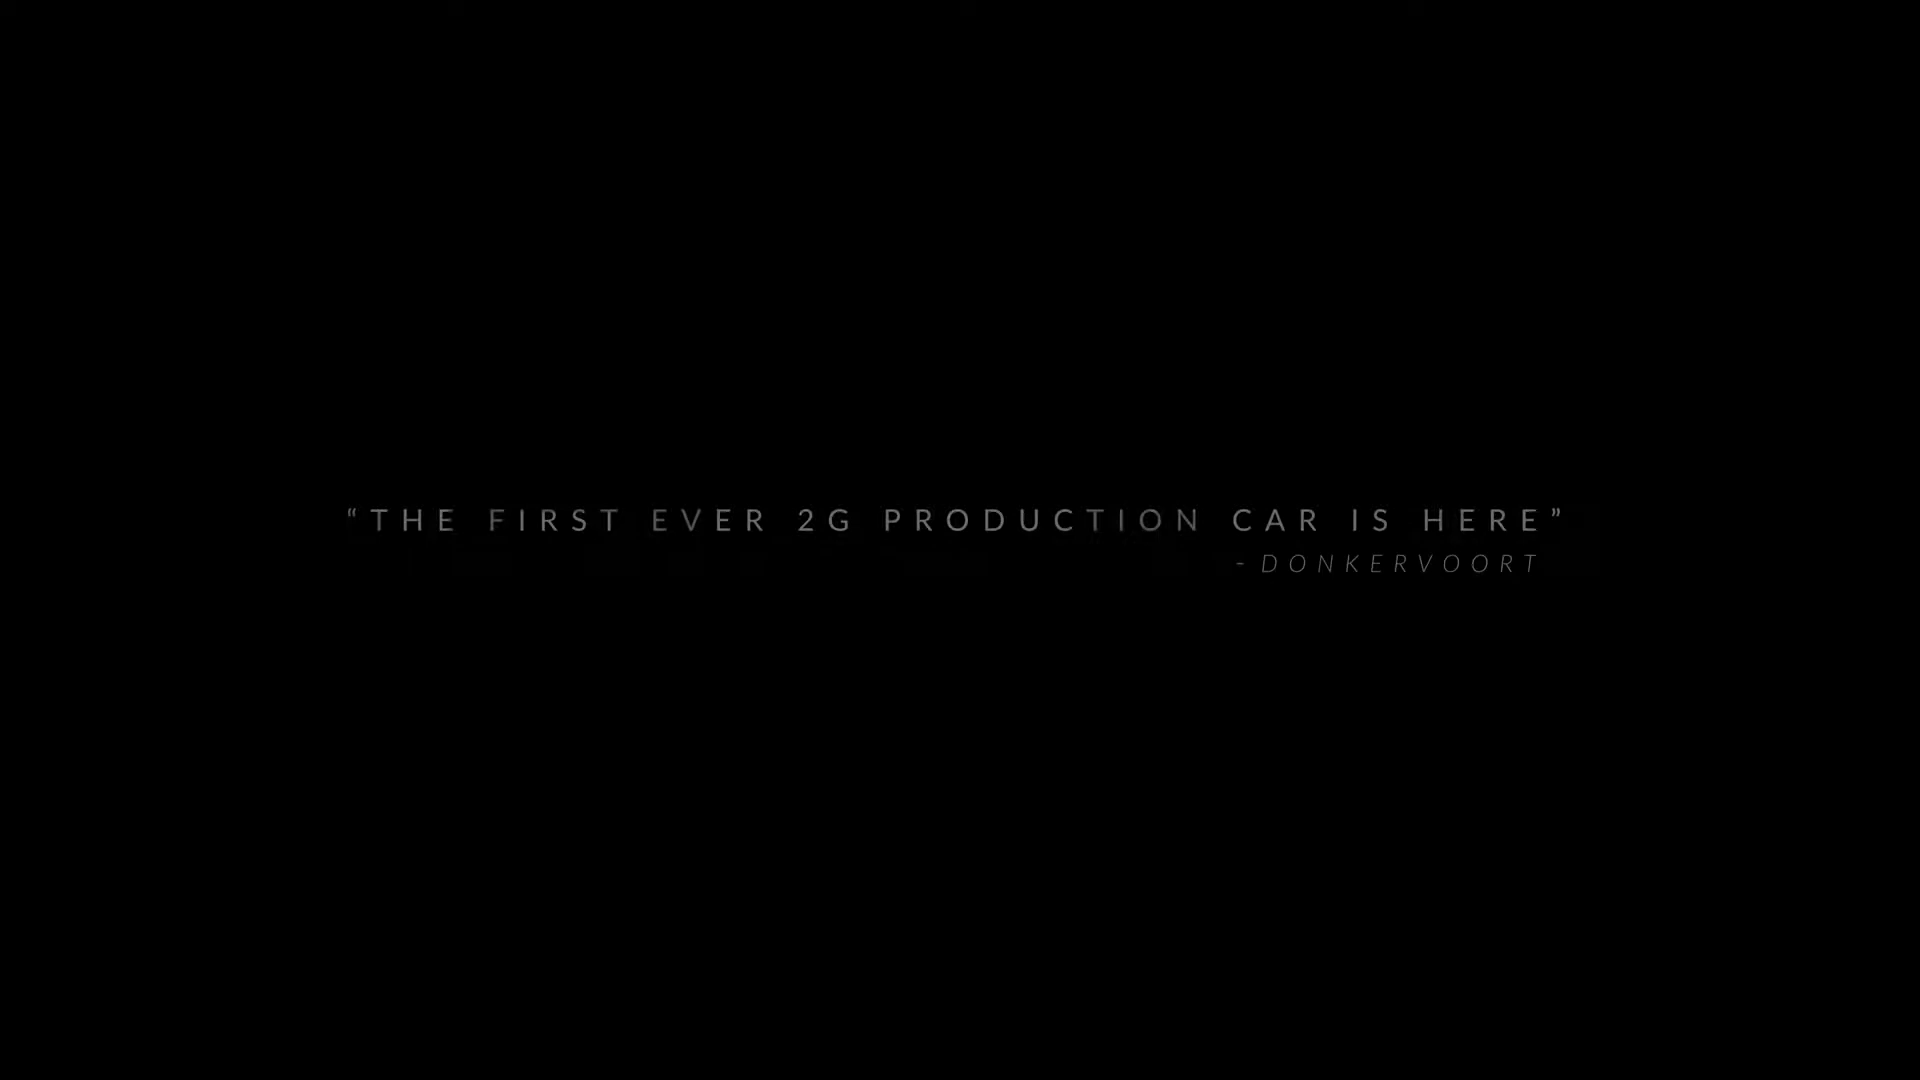 “THE FIRST EVER 2G PRODUCTION CAR IS HERE”
- DONKERVOORT